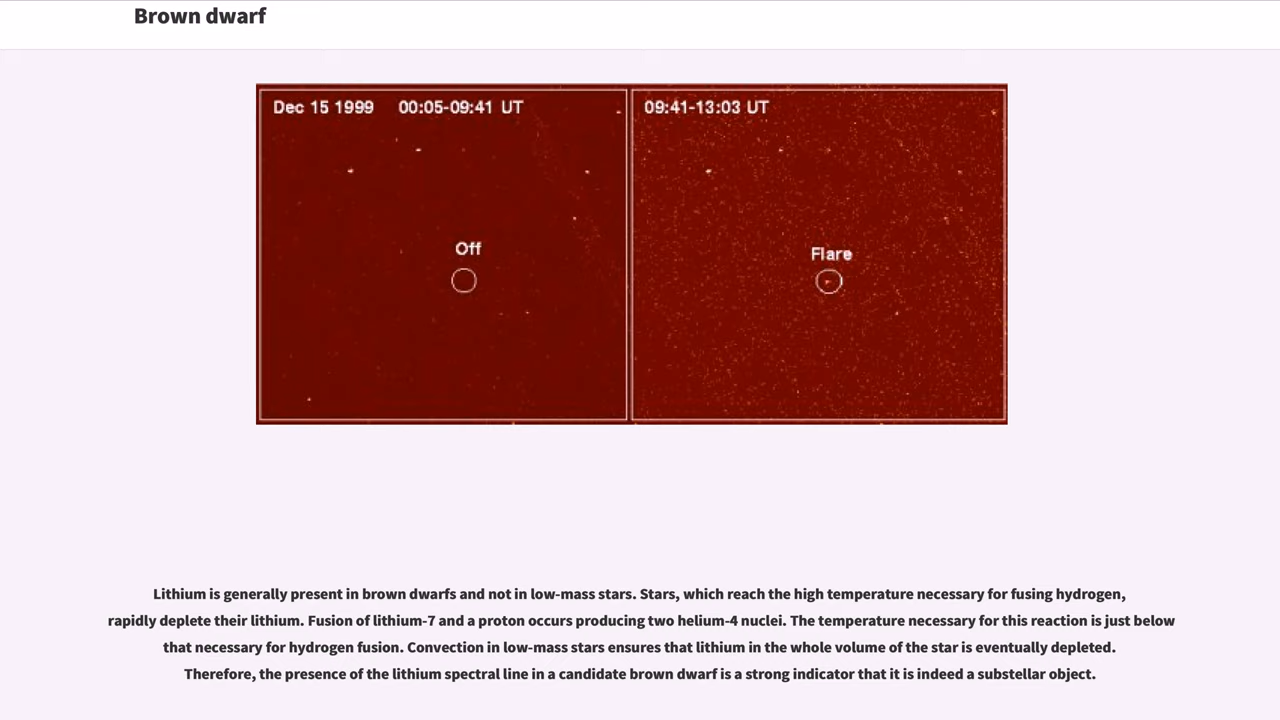 Brown dwarf
Dec 15 1999 00:05-09:41 UT
09:41-13:03 UT
Off
Flare
Lithium is generally present in brown dwarfs and not in low-mass stars. Stars, which reach the high temperature necessary for fusing hydrogen,
rapidly deplete their lithium. Fusion of lithium-7 and a proton occurs producing two helium-4 nuclei. The temperature necessary for this reaction is just below
that necessary for hydrogen fusion. Convection in low-mass stars ensures that lithium in the whole volume of the star is eventually depleted.
Therefore, the presence of the lithium spectral line in a candidate brown dwarf is a strong indicator that it is indeed a substellar object.